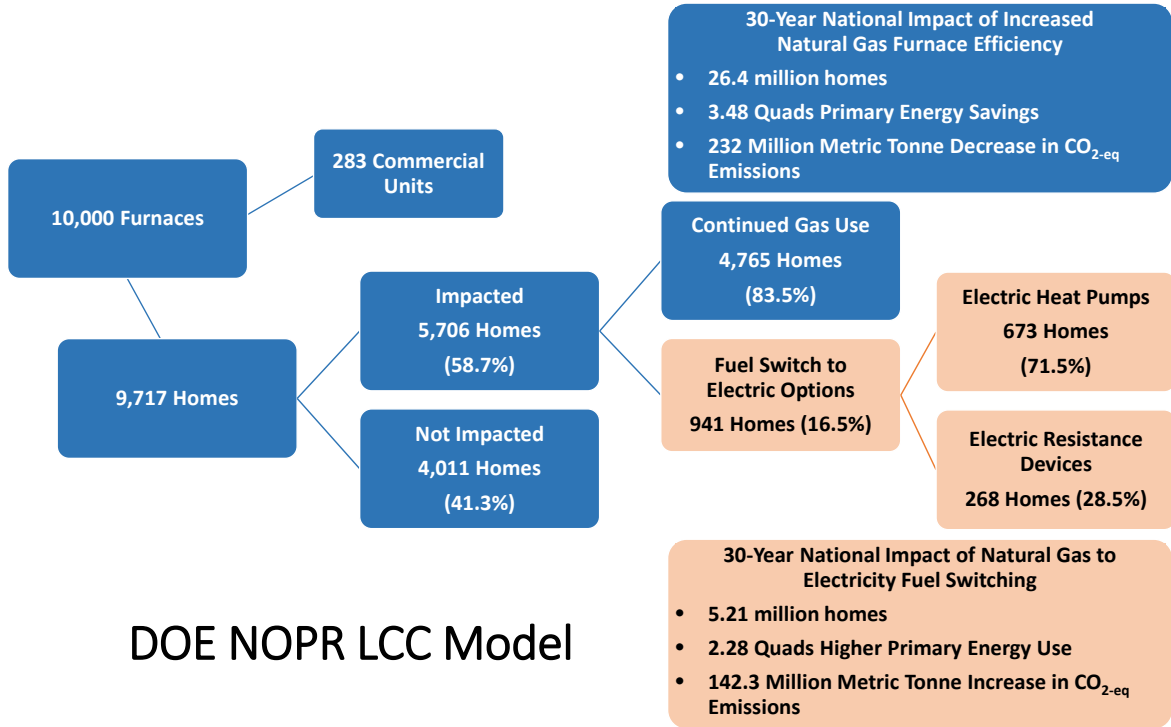 30-Year National Impact of Increased
Natural Gas Furnace Efficiency
• 26.4 million homes
• 3.48 Quads Primary Energy Savings
• 232 Million Metric Tonne Decrease in CO2-eq
Emissions
283 Commercial
Units
10,000 Furnaces
Continued Gas Use
4,765 Homes
(83.5%)
Impacted
5,706 Homes
(58.7%)
Electric Heat Pumps
673 Homes
(71.5%)
9,717 Homes
Fuel Switch to
Electric Options
941 Homes (16.5%)
Not Impacted
4,011 Homes
(41.3%)
Electric Resistance
Devices
268 Homes (28.5%)
30-Year National Impact of Natural Gas to
Electricity Fuel Switching
• 5.21 million homes
• 2.28 Quads Higher Primary Energy Use
• 142.3 Million Metric Tonne Increase in CO2-eq
Emissions
DOE NOPR LCC Model